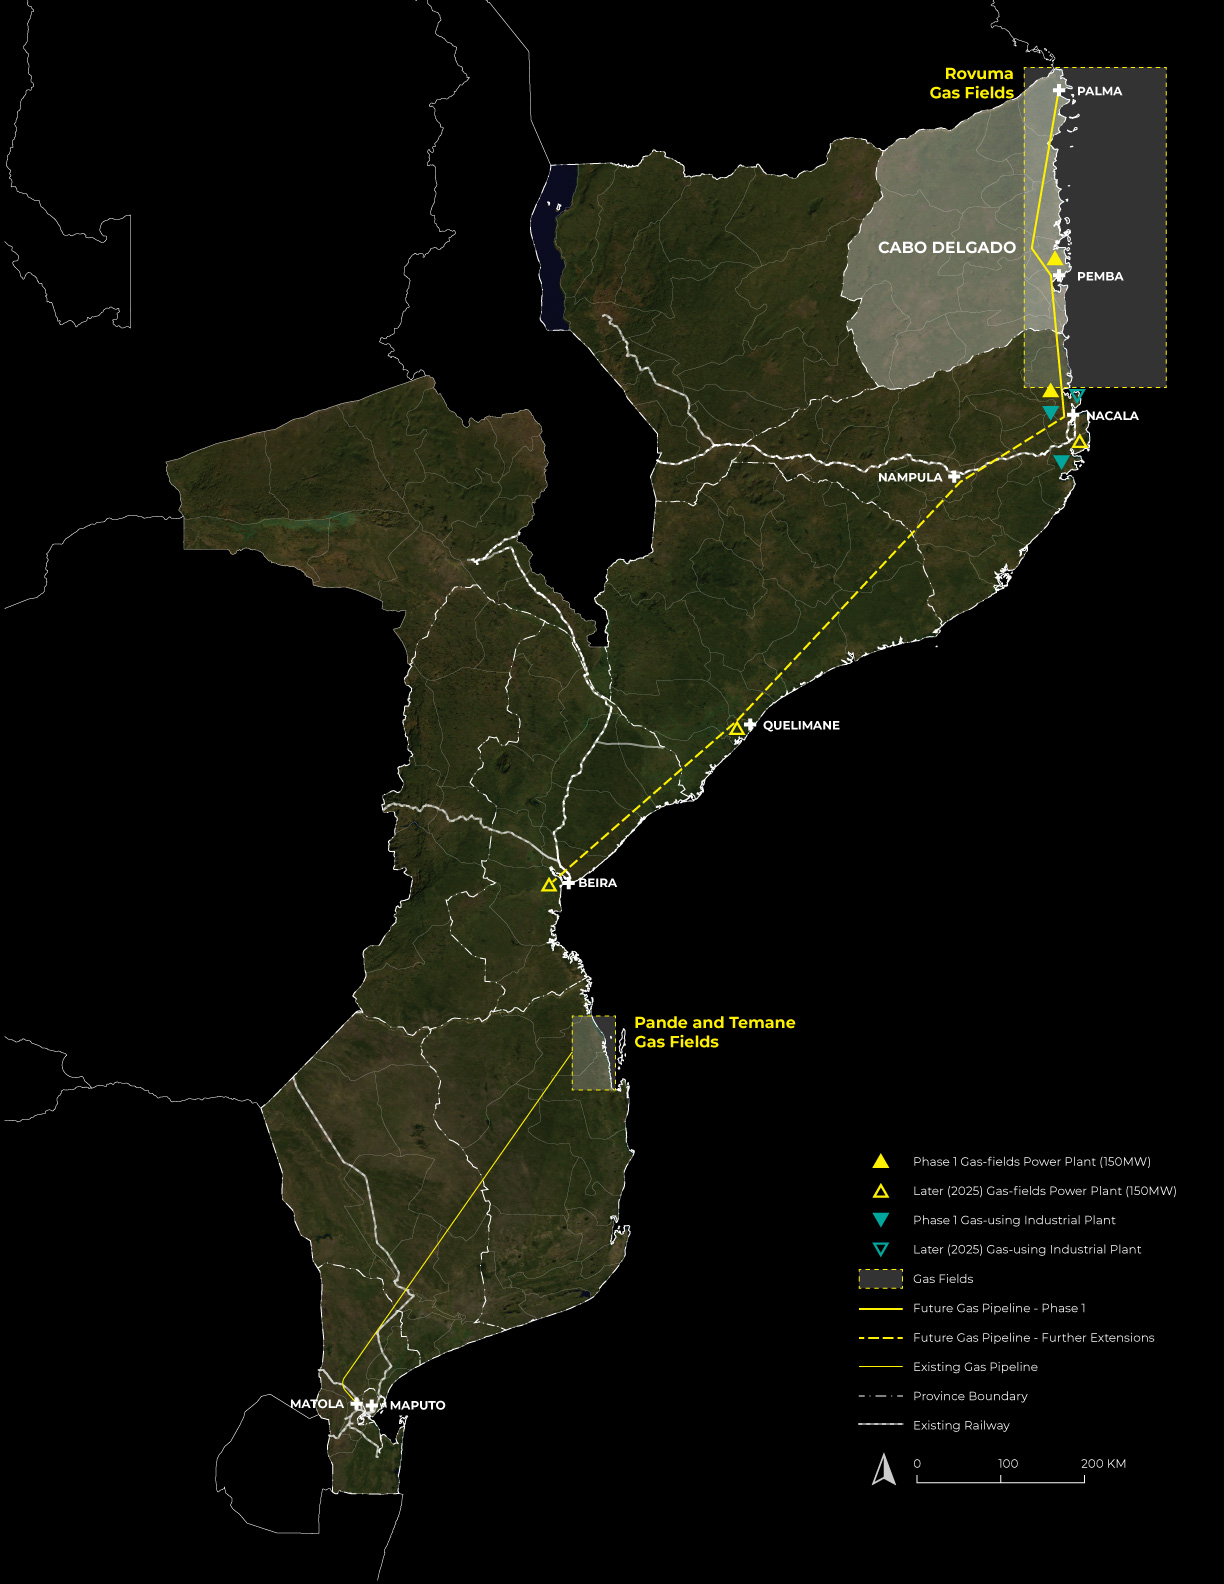 Rovuma
Gas Fields
PALMA
CABO DELGADO
PEMBA
NACALA
NAMPULA
QUELIMANE
BEIRA
Pande and Temane
Gas Fields
MATOLA
MAPUTO
Phase 1 Gas-fields Power Plant (150MW)
Later (2025) Gas-fields Power Plant (150MW)
Phase 1 Gas-using Industrial Plant
Later (2025) Gas-using Industrial Plant
Gas Fields
Future Gas Pipeline - Phase 1
Future Gas Pipeline - Further Extensions
Existing Gas Pipeline
Province Boundary
Existing Railway
0 100 200 KM